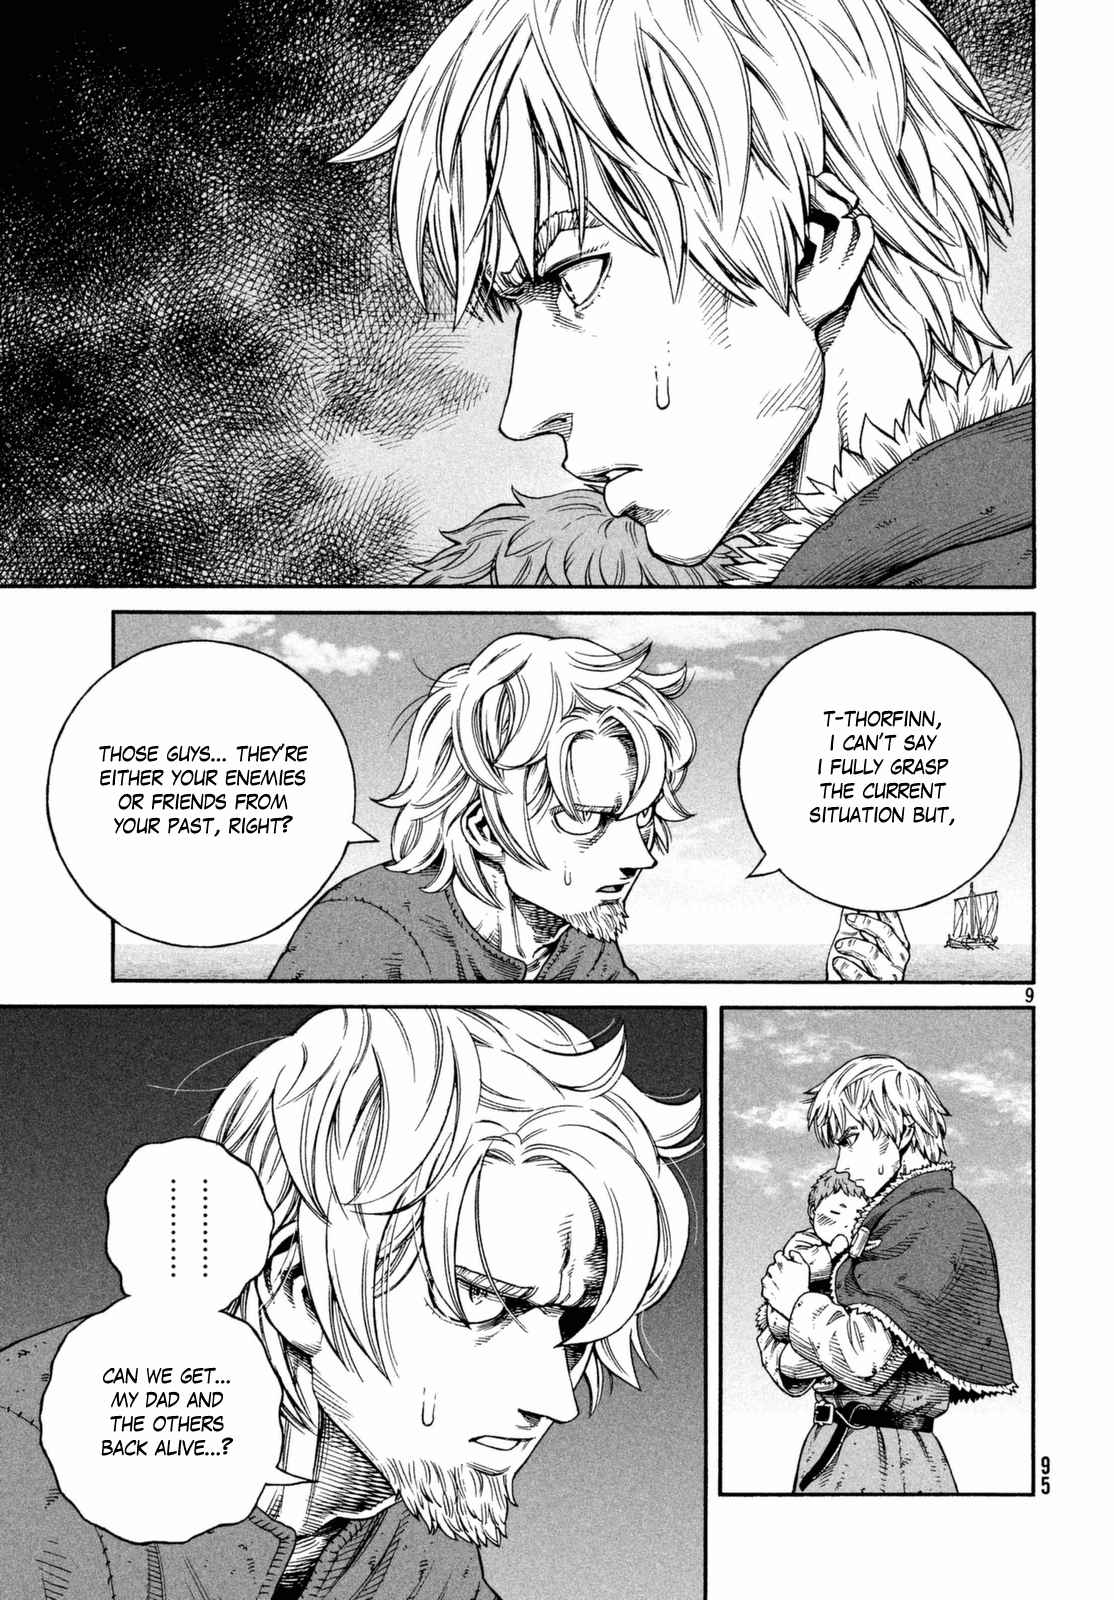 T-THORFINN,
I CAN'T SAY
I FULLY GRASP
THE CURRENT
SITUATION BUT,
THOSE GUYS... THEY'RE
EITHER YOUR ENEMIES
OR FRIENDS FROM
YOUR PAST, RIGHT?
9
.........
.........
CAN WE GET...
MY DAD AND
THE OTHERS
BACK ALIVE...?
95